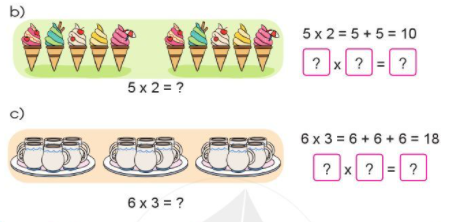 b)
5 x 2 = 5 + 5 = 10
? x ? = ?
5 x 2 = ?
c)
6 x 3 = 6 + 6 + 6 = 18
? x ? = ?
6 x 3 = ?